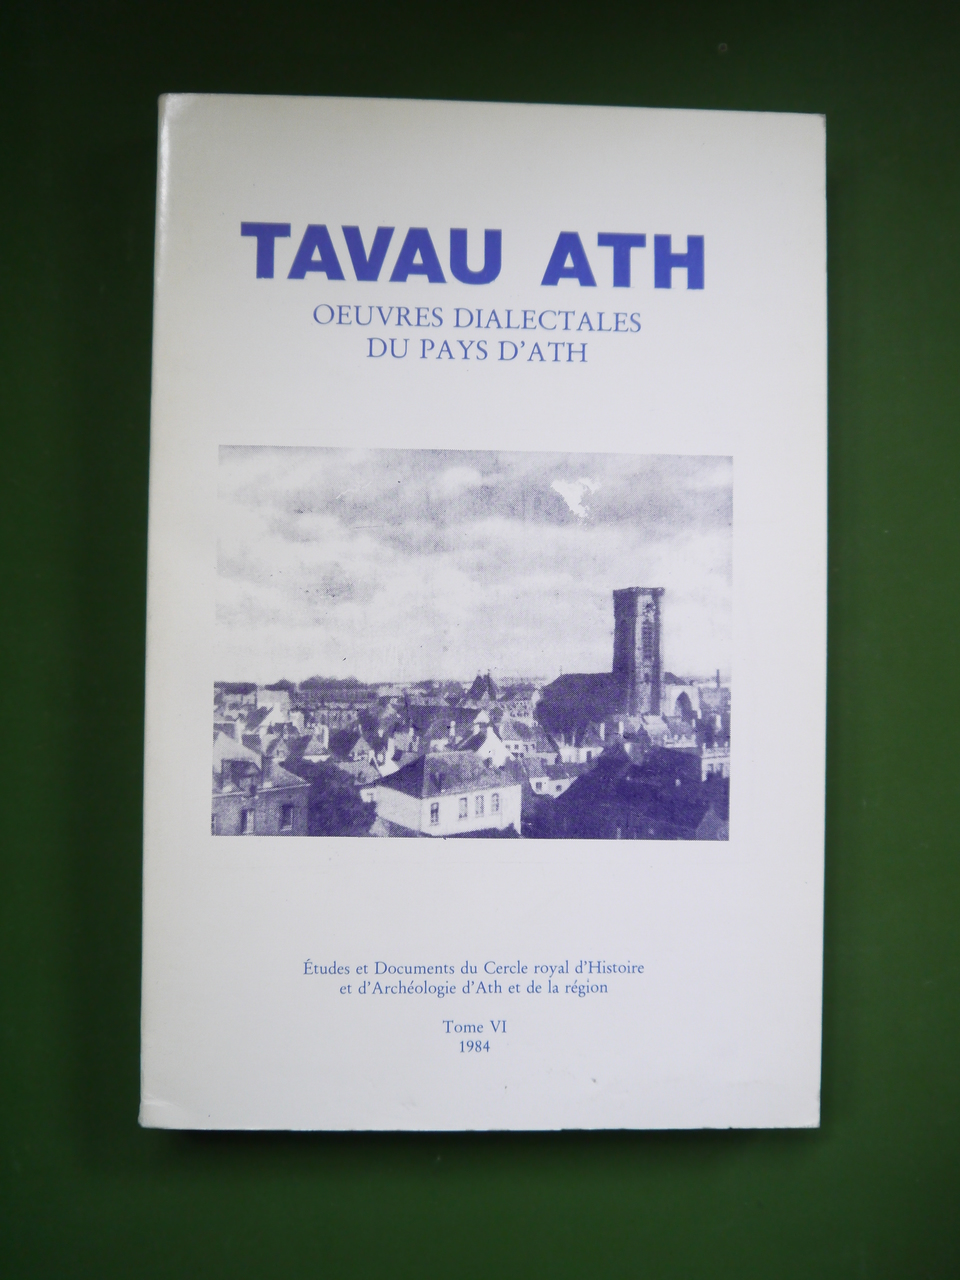 TAVAU ATH
OEUVRES DIALECTALES
DU PAYS D'ATH
Études et Documents du Cercle royal d'Histoire
et d'Archéologie d'Ath et de la région
Tome VI
1984